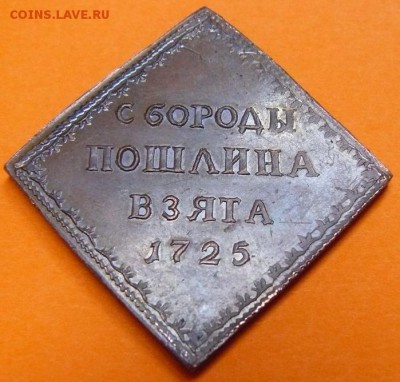 COINS.LAVE.RU
С БОРОДЫ
ПОШЛИНА
ВЗЯТА
1725